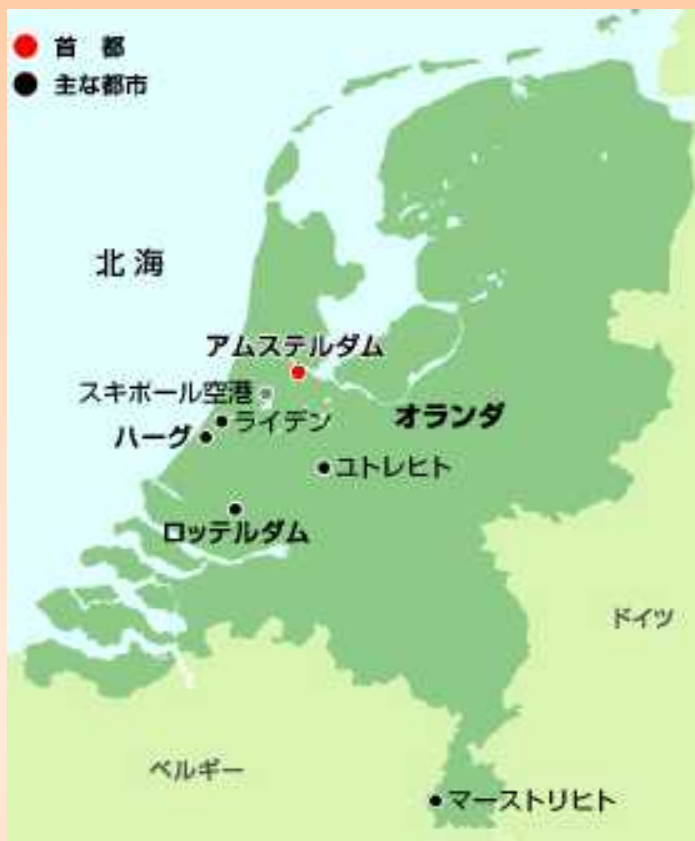 首 都
主な都市
北海
アムステルダム
スキポール空港
ライデン
ハーグ
オランダ
ユトレヒト
ロッテルダム
ドイツ
ベルギー
マーストリヒト